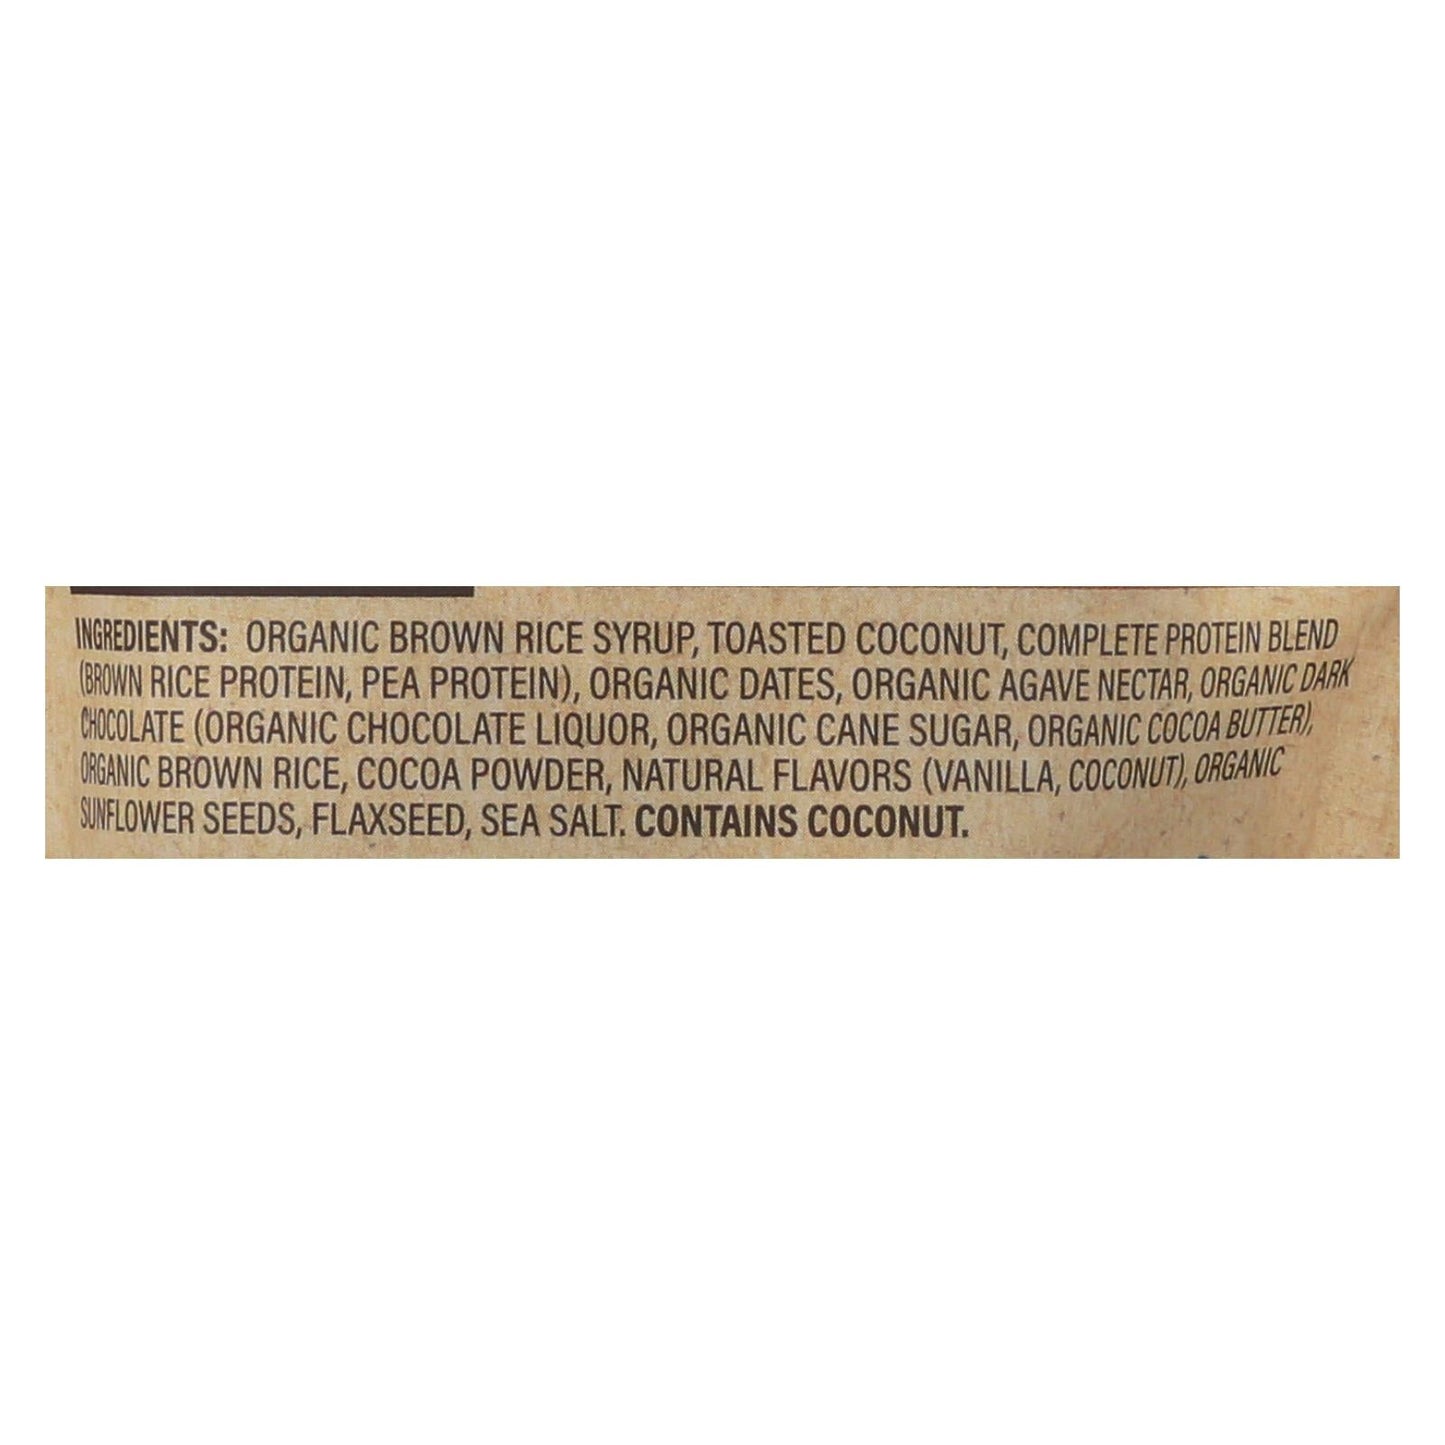 INGREDIENTS: ORGANIC BROWN RICE SYRUP, TOASTED COCONUT, COMPLETE PROTEIN BLEND
(BROWN RICE PROTEIN, PEA PROTEIN), ORGANIC DATES, ORGANIC AGAVE NECTAR, ORGANIC DARK
CHOCOLATE (ORGANIC CHOCOLATE LIQUOR, ORGANIC CANE SUGAR, ORGANIC COCOA BUTTER),
ORGANIC BROWN RICE, COCOA POWDER, NATURAL FLAVORS (VANILLA, COCONUT), ORGANIC
SUNFLOWER SEEDS, FLAXSEED, SEA SALT. CONTAINS COCONUT.